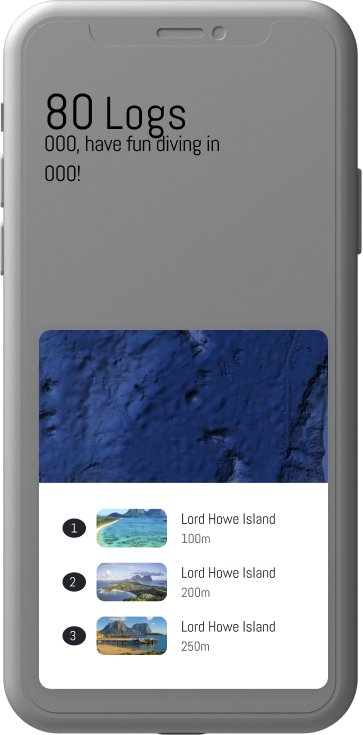 80 Logs
000, have fun diving in
000!
1
Lord Howe Island
100m
2
Lord Howe Island
200m
3
Lord Howe Island
250m